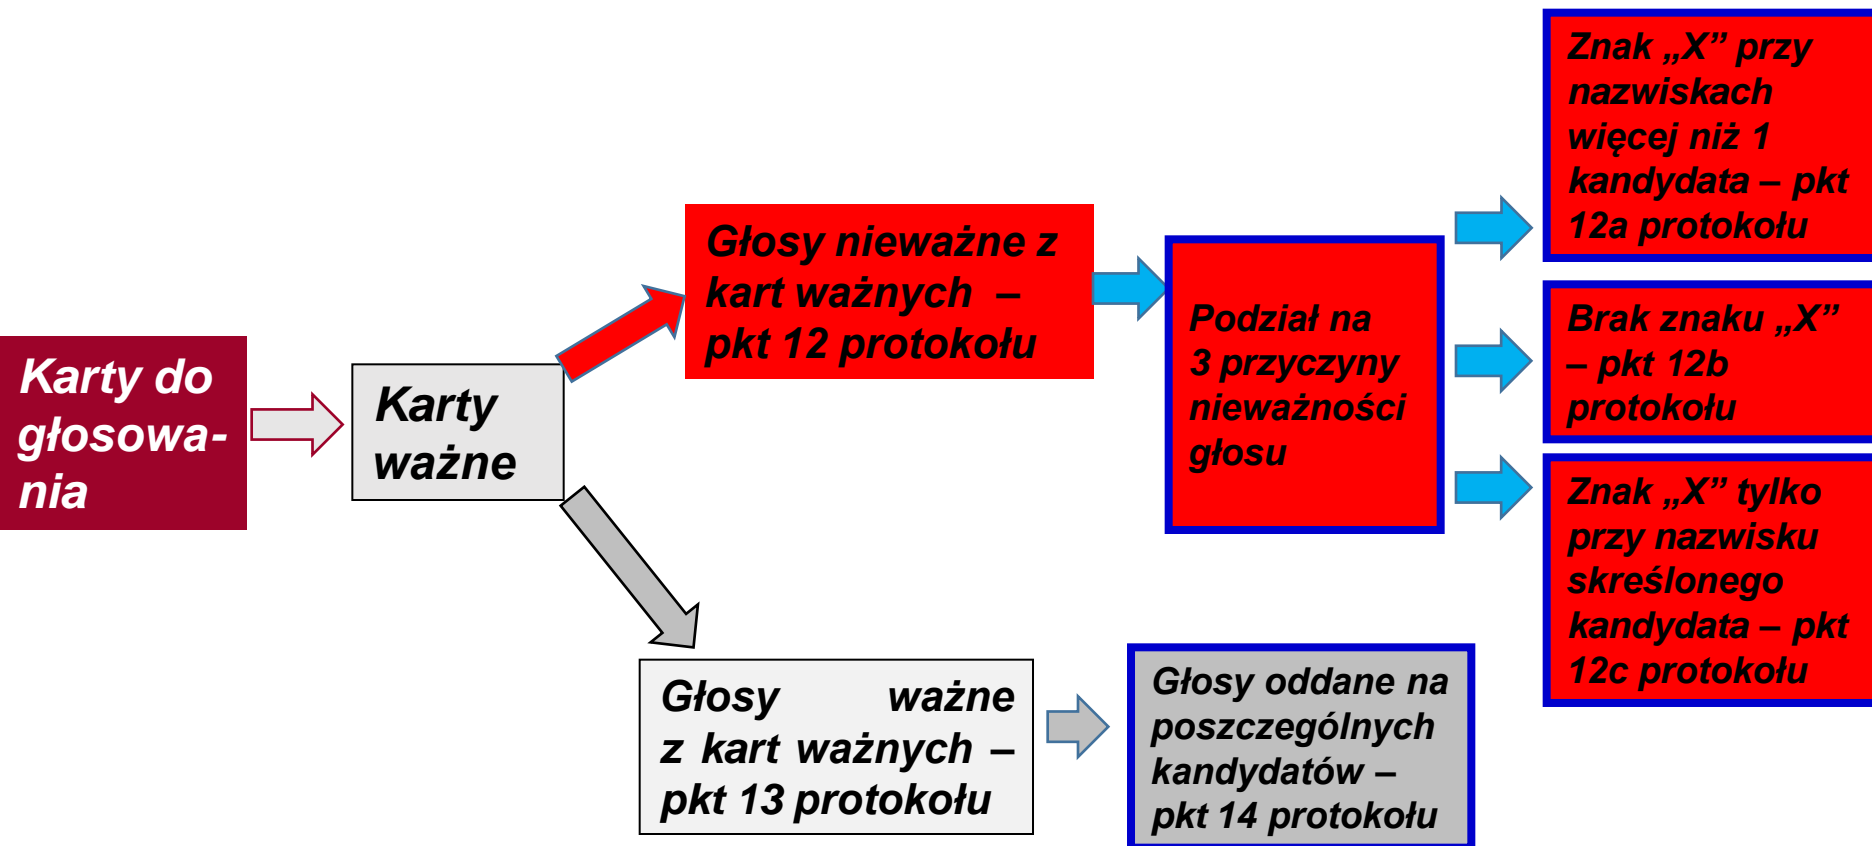 Karty do
głosowa-
nia
Karty
ważne
Głosy nieważne z
kart ważnych –
pkt 12 protokołu
Podział na
3 przyczyny
nieważności
głosu
Znak „X” przy
nazwiskach
więcej niż 1
kandydata – pkt
12a protokołu
Brak znaku „X”
– pkt 12b
protokołu
Znak „X” tylko
przy nazwisku
skreślonego
kandydata – pkt
12c protokołu
Głosy ważne
z kart ważnych –
pkt 13 protokołu
Głosy oddane na
poszczególnych
kandydatów –
pkt 14 protokołu